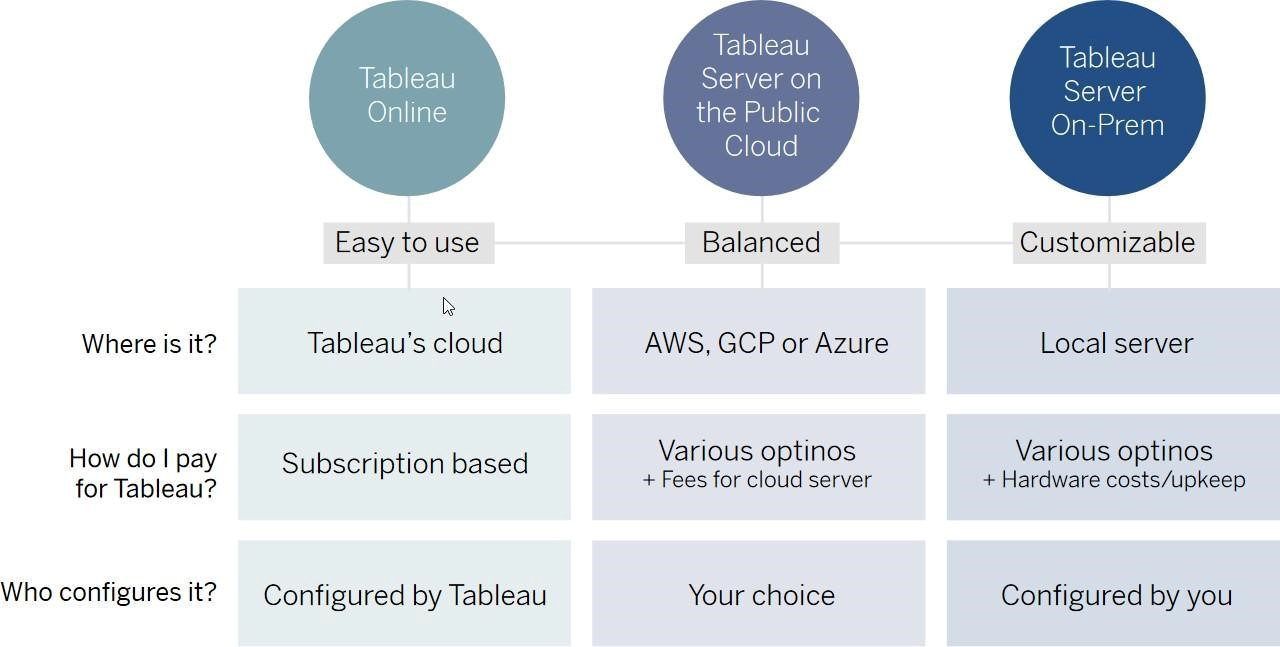 Tableau
Online
Tableau
Server on
the Public
Cloud
Tableau
Server
On-Prem
Easy to use
Balanced
Customizable
Where is it?
Tableau’s cloud
AWS, GCP or Azure
Local server
How do I pay
for Tableau?
Subscription based
Various optinos
+ Fees for cloud server
Various optinos
+ Hardware costs/upkeep
Who configures it?
Configured by Tableau
Your choice
Configured by you